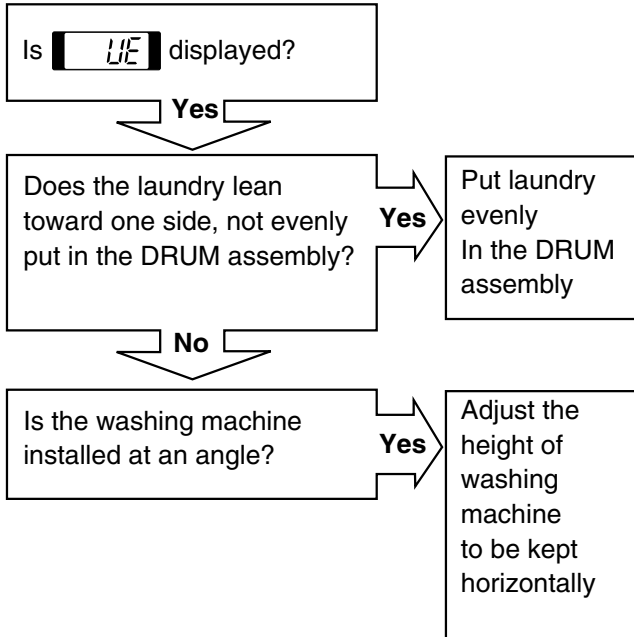 Is UE displayed?
Yes
Does the laundry lean
toward one side, not evenly
put in the DRUM assembly?
Yes
Put laundry
evenly
In the DRUM
assembly
No
Is the washing machine
installed at an angle?
Yes
Adjust the
height of
washing
machine
to be kept
horizontally